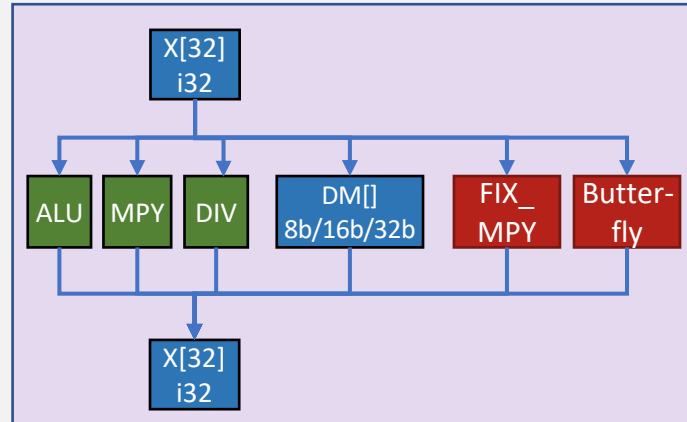 X[32]
i32
ALU
MPY
DIV
DM[]
8b/16b/32b
FIX_
MPY
Butter-
fly
X[32]
i32